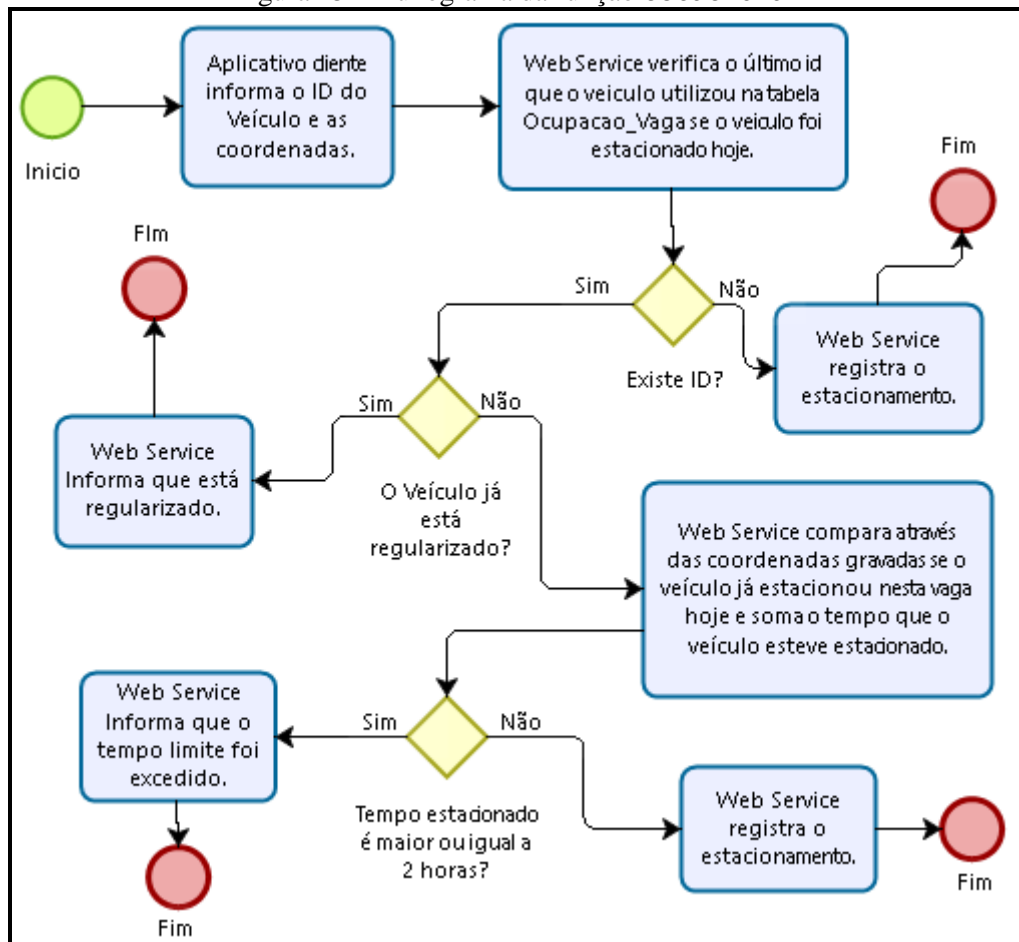 Aplicativo cliente
informa o ID do
Veículo e as
coordenadas.
Web Service verifica o último id
que o veiculo utilizou na tabela
Ocupacao_Vaga se o veiculo foi
estacionado hoje.
Inicio
Fim
FIm
Sim
Não
Existe ID?
Web Service
registra o
estacionamento.
Sim
Não
Web Service
Informa que está
regularizado.
O Veículo já
está
regularizado?
Web Service compara através
das coordenadas gravadas se o
veículo já estacionou nesta vaga
hoje e soma o tempo que o
veículo esteve estacionado.
Web Service
Informa que o
tempo limite foi
excedido.
Sim
Não
Tempo estacionado
é maior ou igual a
2 horas?
Web Service
registra o
estacionamento.
Fim
Fim